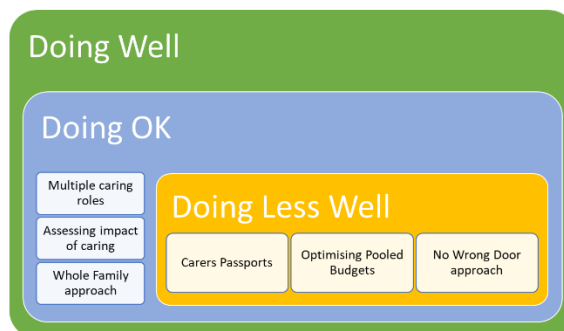 Doing Well
Doing OK
Multiple caring
roles
Assessing impact
of caring
Whole Family
approach
Doing Less Well
Carers Passports
Optimising Pooled
Budgets
No Wrong Door
approach